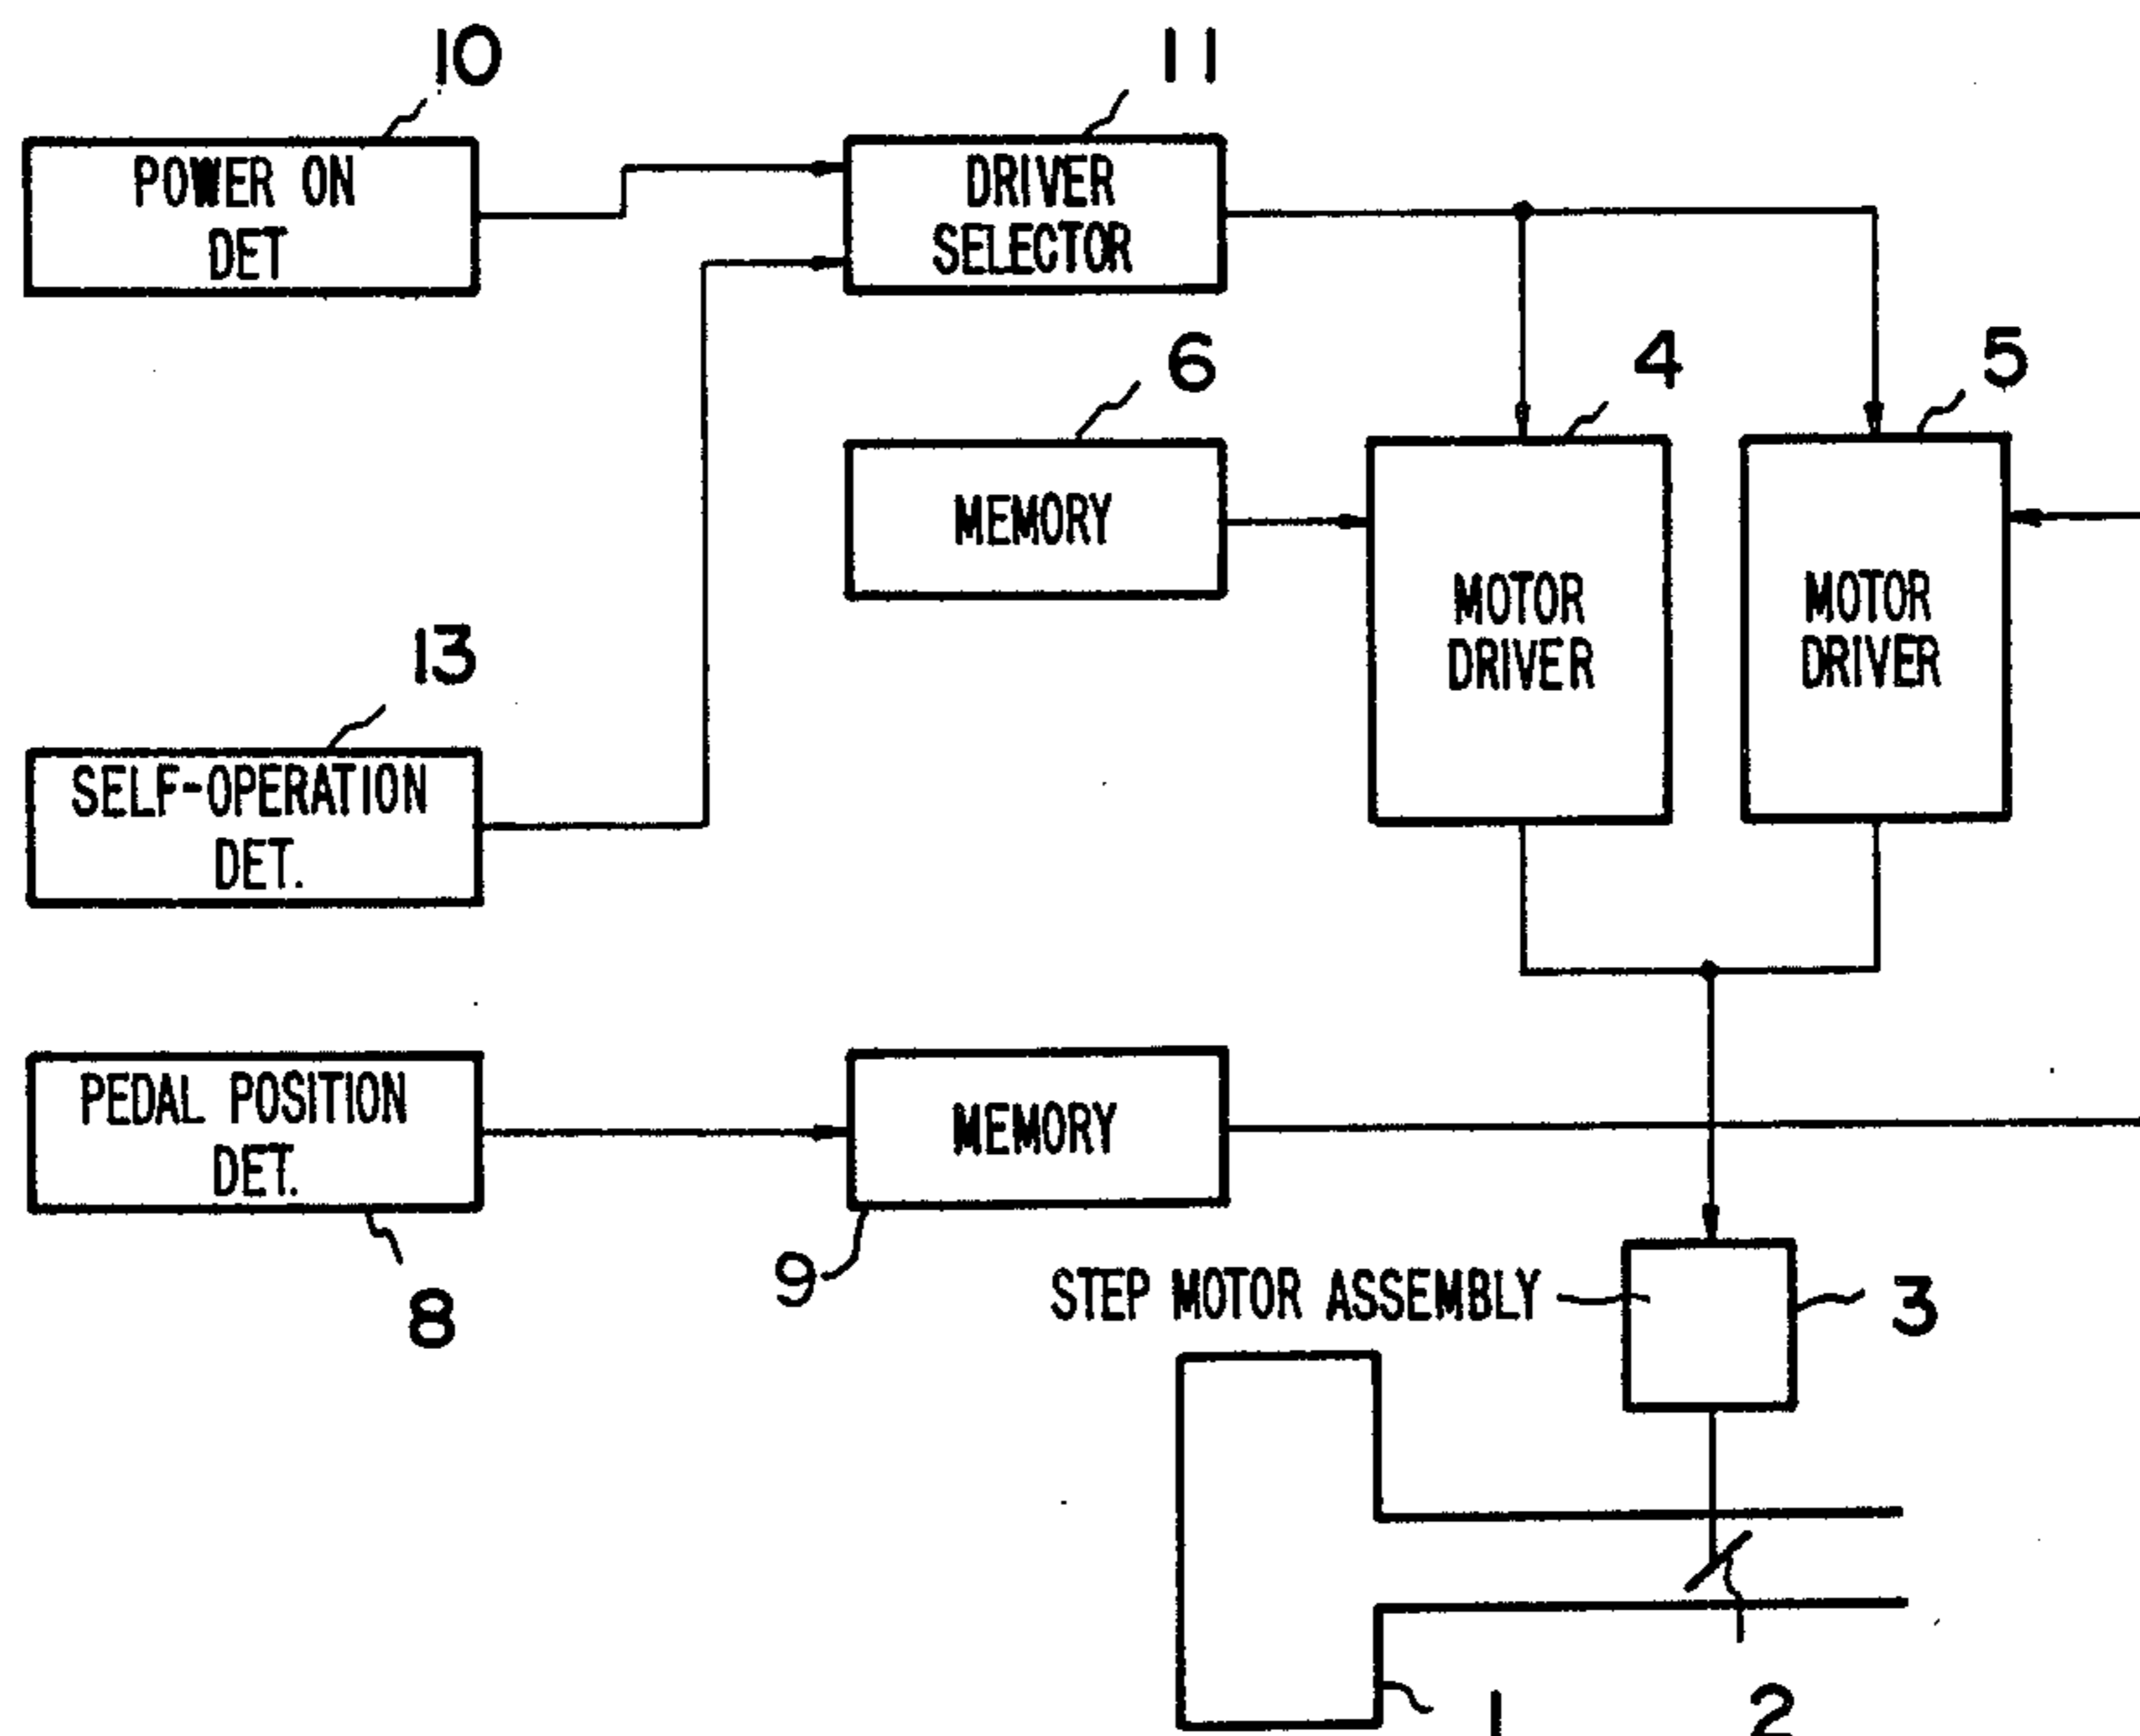 10
11
POWER ON
DET
DRIVER
SELECTOR
6
4
5
MEMORY
MOTOR
DRIVER
MOTOR
DRIVER
13
SELF-OPERATION
DET.
PEDAL POSITION
DET.
MEMORY
8
9
STEP MOTOR ASSEMBLY
3
1
2